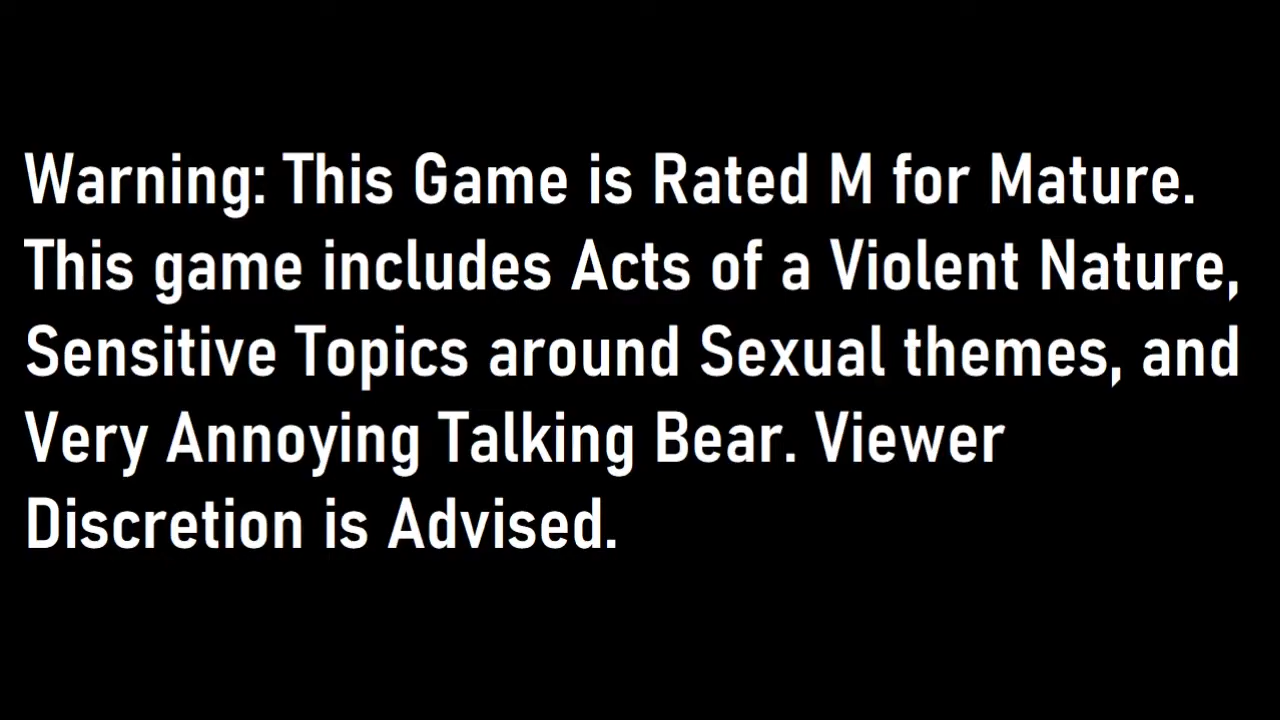 Warning: This Game is Rated M for Mature.
This game includes Acts of a Violent Nature,
Sensitive Topics around Sexual themes, and
Very Annoying Talking Bear. Viewer
Discretion is Advised.